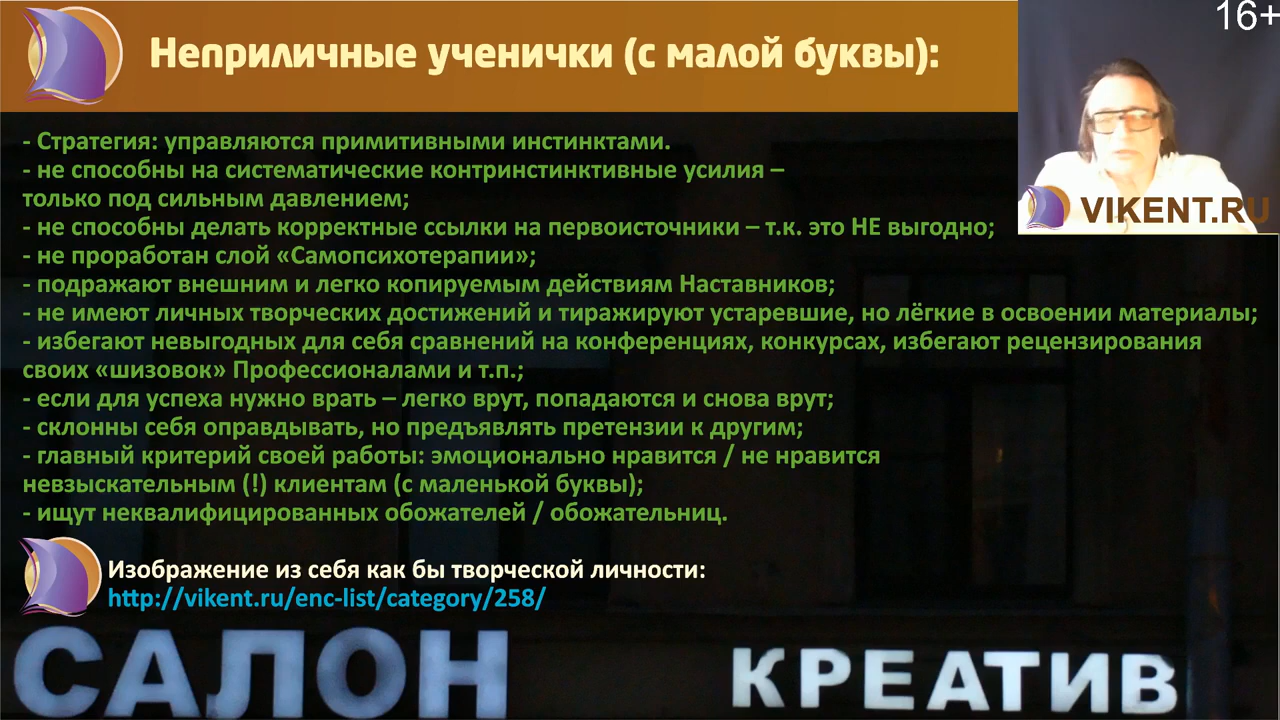 Неприличные ученички (с малой буквы):
16+
VIKENT.RU
- Стратегия: управляются примитивными инстинктами.
- не способны на систематические контринстинктивные усилия –
только под сильным давлением;
- не способны делать корректные ссылки на первоисточники – т.к. это НЕ выгодно;
- не проработан слой «Самопсихотерапии»;
- подражают внешним и легко копируемым действиям Наставников;
- не имеют личных творческих достижений и тиражируют устаревшие, но лёгкие в освоении материалы;
- избегают невыгодных для себя сравнений на конференциях, конкурсах, избегают рецензирования
своих «шизовок» Профессионалами и т.п.;
- если для успеха нужно врать – легко врут, попадаются и снова врут;
- склонны себя оправдывать, но предъявлять претензии к другим;
- главный критерий своей работы: эмоционально нравится / не нравится
невзыскательным (!) клиентам (с маленькой буквы);
- ищут неквалифицированных обожателей / обожательниц.
Изображение из себя как бы творческой личности:
http://vikent.ru/enc-list/category/258/
САЛОН КРЕАТИВ